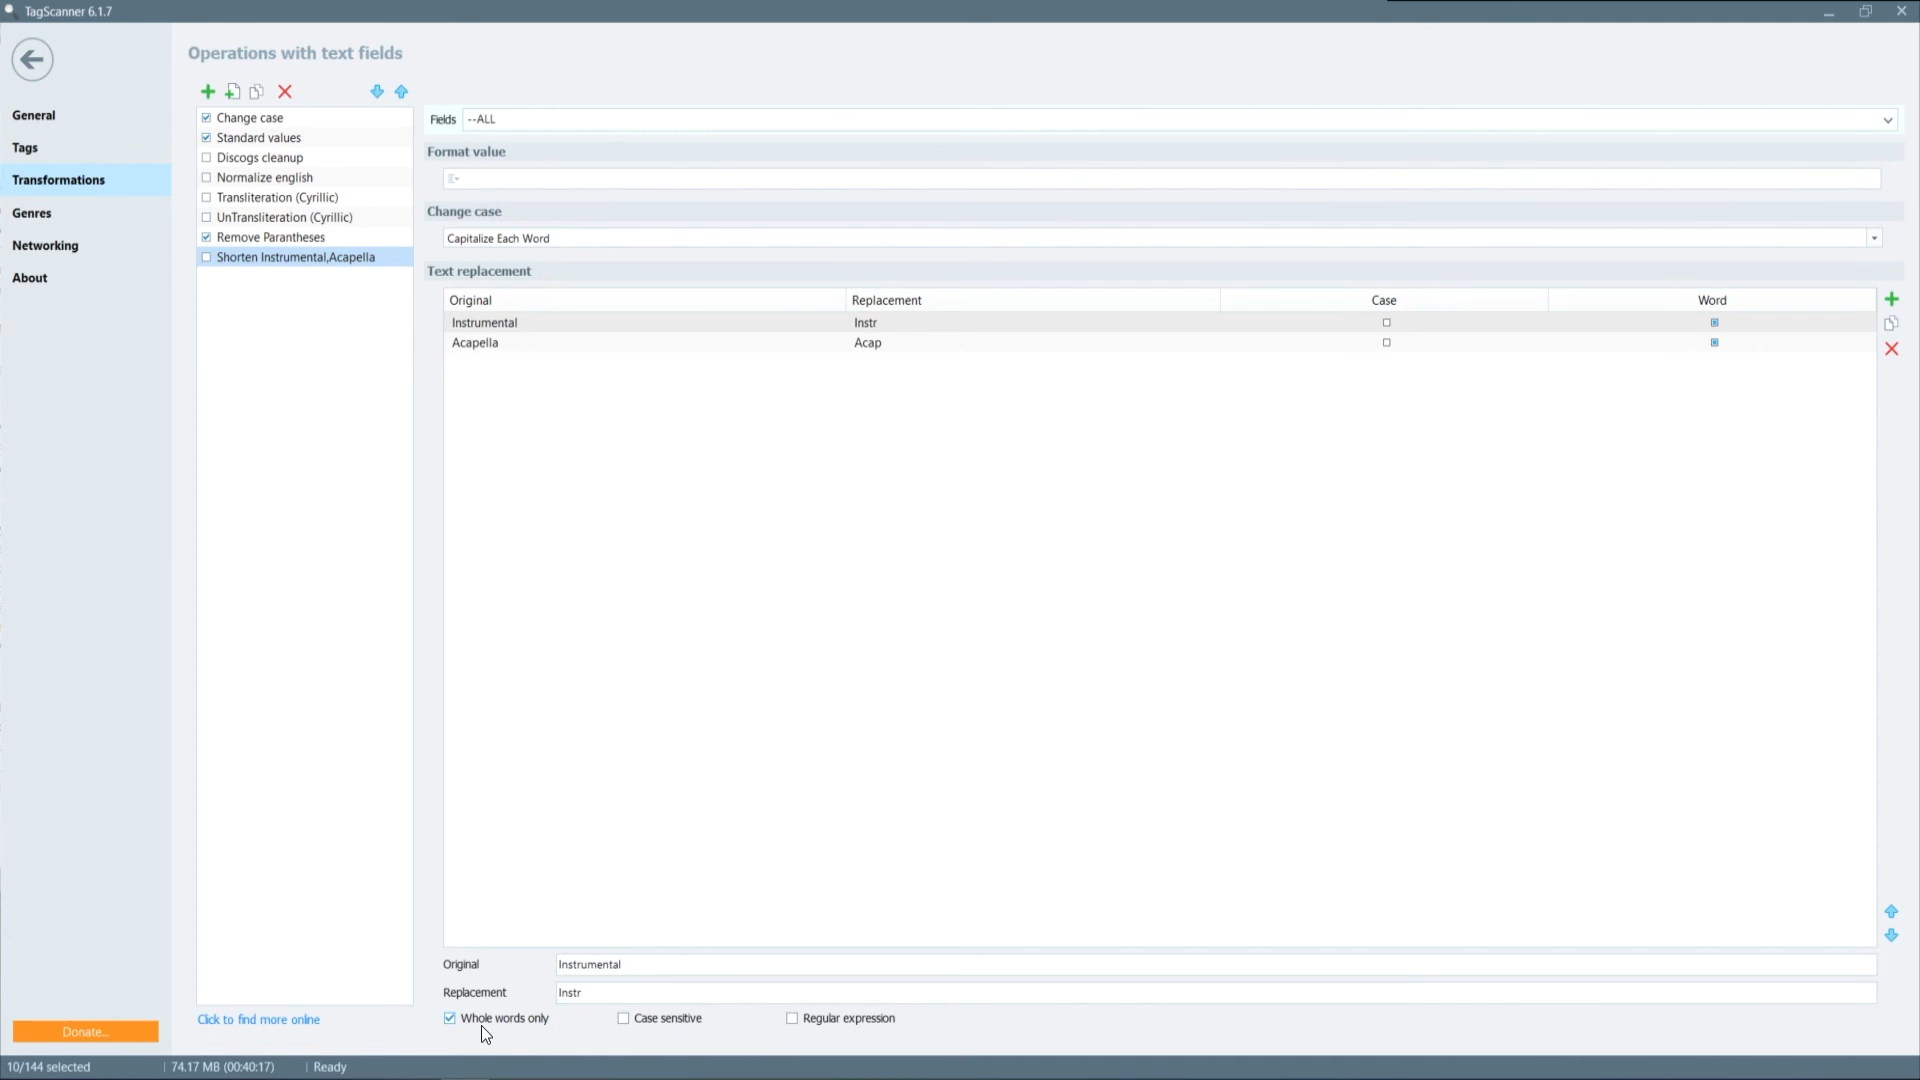 TagScanner 6.1.7
Operations with text fields
General
Tags
Transformations
Genres
Networking
About
Change case
Standard values
Discogs cleanup
Normalize english
Transliteration (Cyrillic)
UnTransliteration (Cyrillic)
Remove Parantheses
Shorten Instrumental,Acapella
Fields --ALL
Format value
Change case
Capitalize Each Word
Text replacement
Original Replacement Case Word
Instrumental Instr
Acapella Acap
Original Instrumental
Replacement Instr
Whole words only Case sensitive Regular expression
Click to find more online
Donate...
10/144 selected 74.17 MB (00:40:17) Ready